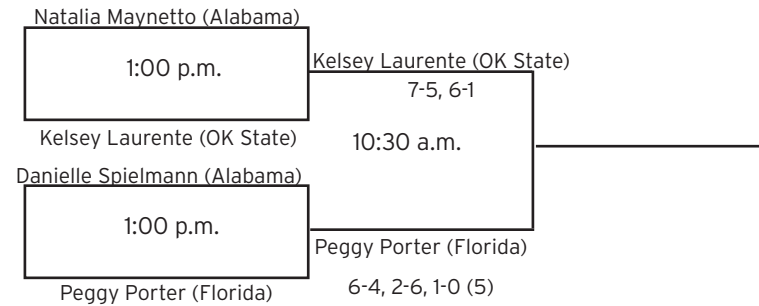 Natalia Maynetto (Alabama)
1:00 p.m.
Kelsey Laurente (OK State)
Danielle Spielmann (Alabama)
1:00 p.m.
Peggy Porter (Florida)
Kelsey Laurente (OK State)
7-5, 6-1
10:30 a.m.
Peggy Porter (Florida)
6-4, 2-6, 1-0 (5)